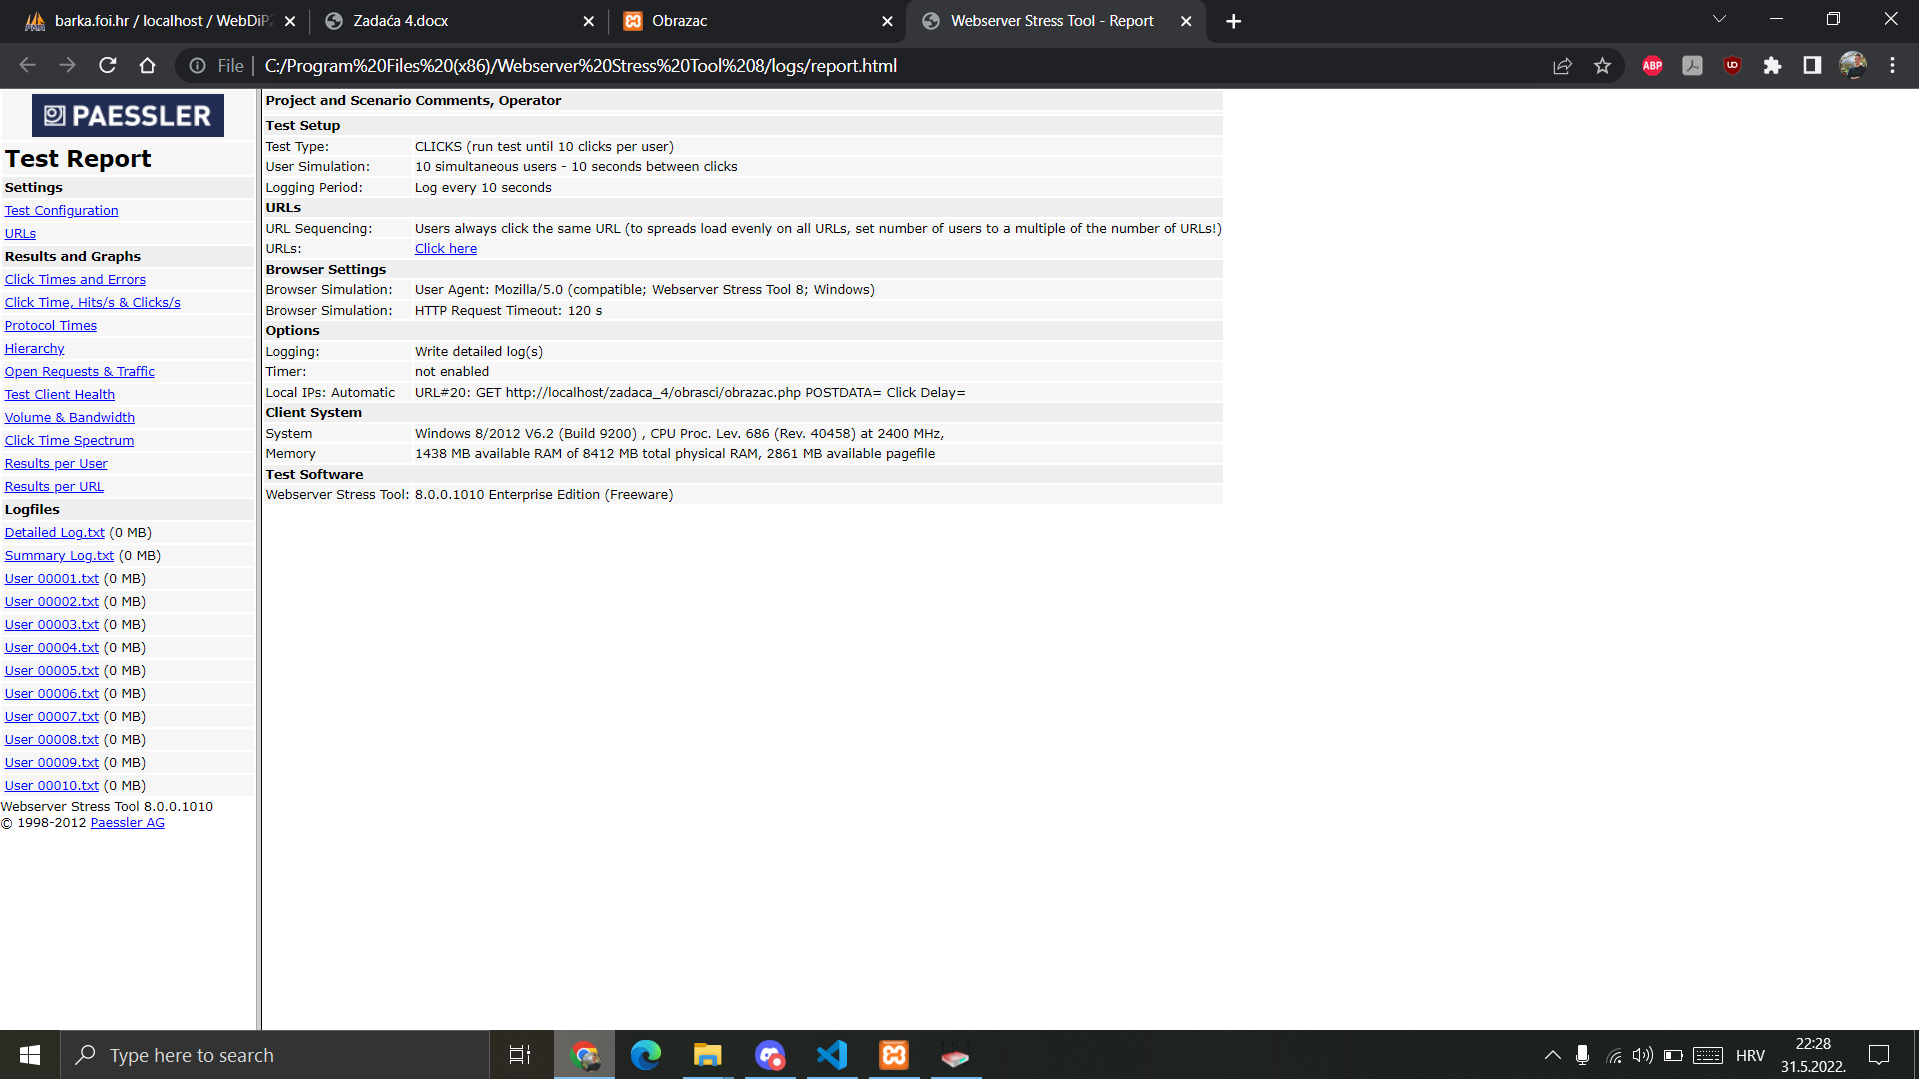 barka.foi.hr / localhost / WebDiP2
Zadaća 4.docx
Obrazac
Webserver Stress Tool - Report
File
C:/Program%20Files%20(x86)/Webserver%20Stress%20Tool%208/logs/report.html
ABP
UD
PAESSLER
Test Report
Settings
Test Configuration
URLs
Results and Graphs
Click Times and Errors
Click Time, Hits/s & Clicks/s
Protocol Times
Hierarchy
Open Requests & Traffic
Test Client Health
Volume & Bandwidth
Click Time Spectrum
Results per User
Results per URL
Logfiles
Detailed Log.txt (0 MB)
Summary Log.txt (0 MB)
User 00001.txt (0 MB)
User 00002.txt (0 MB)
User 00003.txt (0 MB)
User 00004.txt (0 MB)
User 00005.txt (0 MB)
User 00006.txt (0 MB)
User 00007.txt (0 MB)
User 00008.txt (0 MB)
User 00009.txt (0 MB)
User 00010.txt (0 MB)
Webserver Stress Tool 8.0.0.1010
© 1998-2012 Paessler AG
Project and Scenario Comments, Operator
Test Setup
Test Type: CLICKS (run test until 10 clicks per user)
User Simulation: 10 simultaneous users - 10 seconds between clicks
Logging Period: Log every 10 seconds
URLs
URL Sequencing: Users always click the same URL (to spreads load evenly on all URLs, set number of users to a multiple of the number of URLs!)
URLs: Click here
Browser Settings
Browser Simulation: User Agent: Mozilla/5.0 (compatible; Webserver Stress Tool 8; Windows)
Browser Simulation: HTTP Request Timeout: 120 s
Options
Logging: Write detailed log(s)
Timer: not enabled
Local IPs: Automatic URL#20: GET http://localhost/zadaca_4/obrasci/obrazac.php POSTDATA= Click Delay=
Client System
System Windows 8/2012 V6.2 (Build 9200) , CPU Proc. Lev. 686 (Rev. 40458) at 2400 MHz,
Memory 1438 MB available RAM of 8412 MB total physical RAM, 2861 MB available pagefile
Test Software
Webserver Stress Tool: 8.0.0.1010 Enterprise Edition (Freeware)
Type here to search
HRV
22:28
31.5.2022.